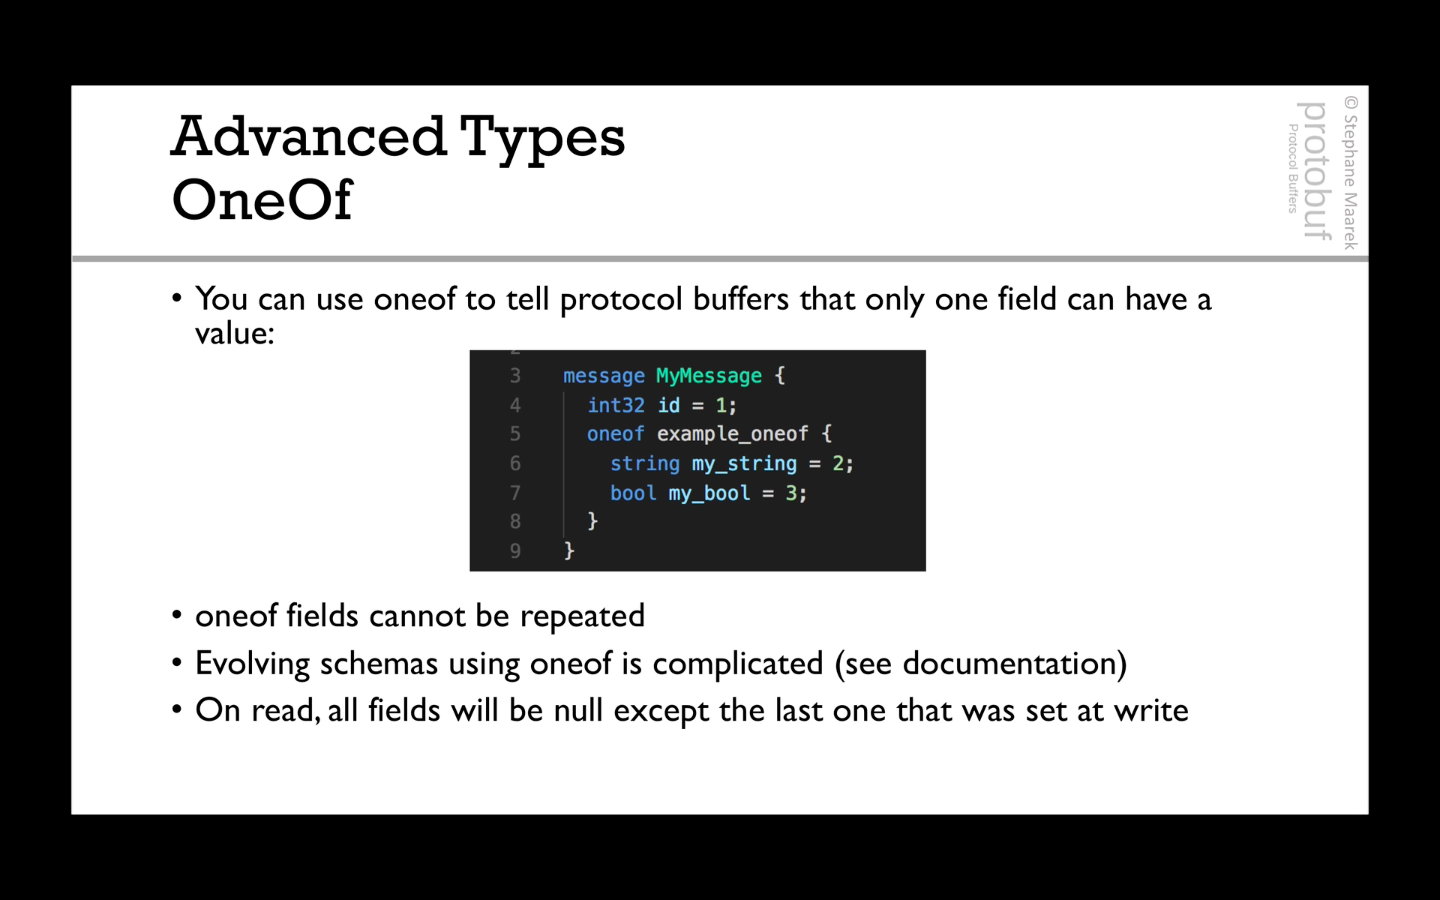 Advanced Types
OneOf
© Stephane Maarek
protobuf
Protocol Buffers
• You can use oneof to tell protocol buffers that only one field can have a
value:
3 message MyMessage {
4 int32 id = 1;
5 oneof example_oneof {
6 string my_string = 2;
7 bool my_bool = 3;
8 }
9 }
• oneof fields cannot be repeated
• Evolving schemas using oneof is complicated (see documentation)
• On read, all fields will be null except the last one that was set at write